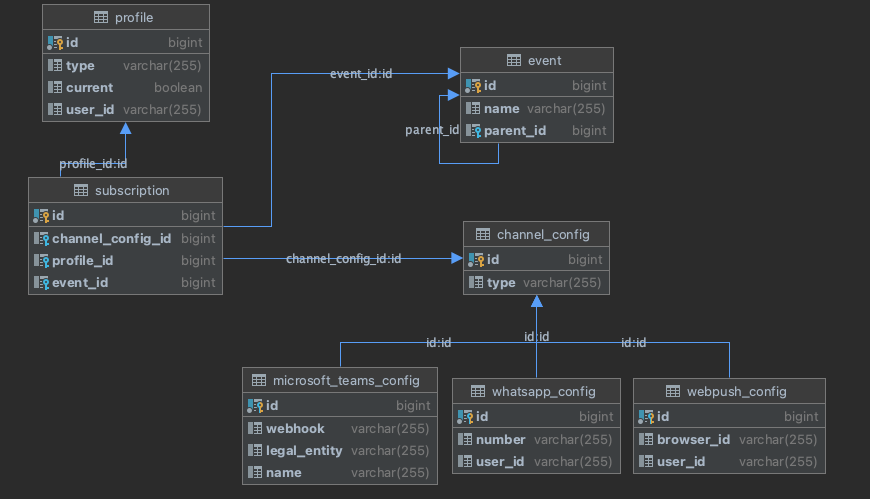 profile
id bigint
type varchar(255)
current boolean
user_id varchar(255)
event
id bigint
name varchar(255)
parent_id bigint
event_id:id
parent_id
profile_id:id
subscription
id bigint
channel_config_id bigint
profile_id bigint
event_id bigint
channel_config_id:id
channel_config
id bigint
type varchar(255)
id:id
id:id
id:id
microsoft_teams_config
id bigint
webhook varchar(255)
legal_entity varchar(255)
name varchar(255)
whatsapp_config
id bigint
number varchar(255)
user_id varchar(255)
webpush_config
id bigint
browser_id varchar(255)
user_id varchar(255)